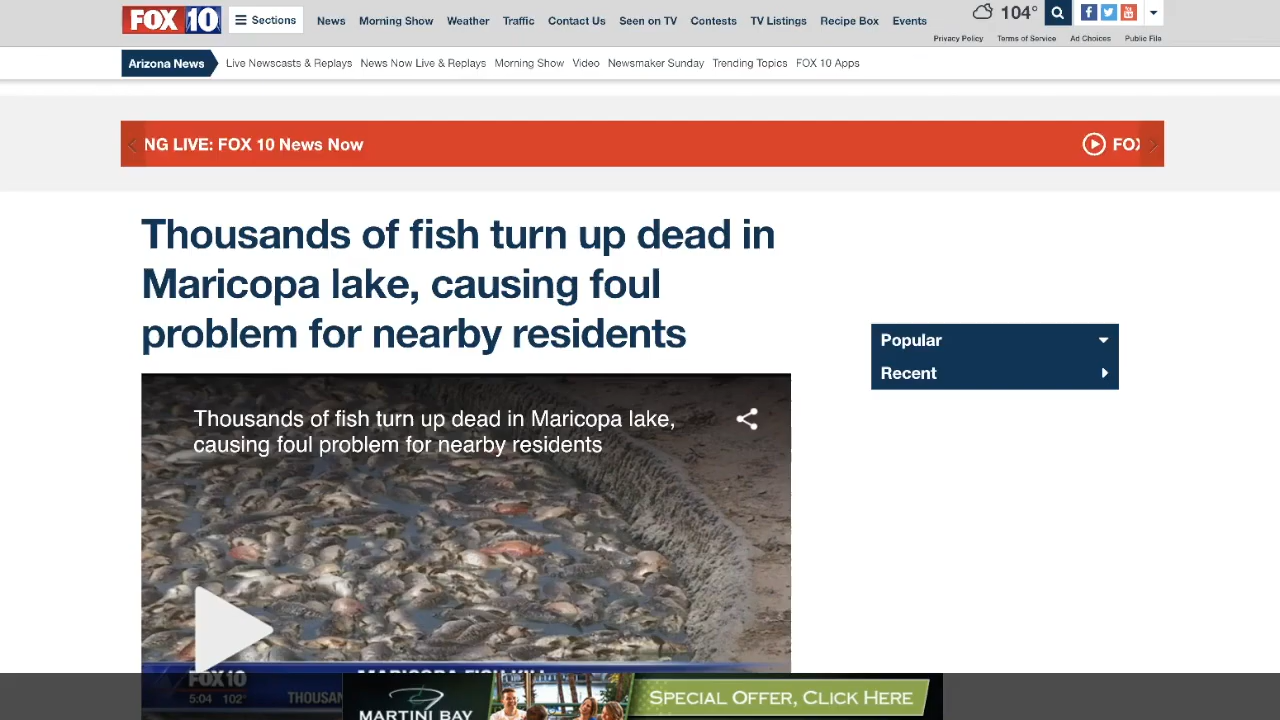 FOX 10
Sections
News Morning Show Weather Traffic Contact Us Seen on TV Contests TV Listings Recipe Box Events
104°
Privacy Policy Terms of Service Ad Choices Public File
Arizona News
Live Newscasts & Replays News Now Live & Replays Morning Show Video Newsmaker Sunday Trending Topics FOX 10 Apps
NG LIVE: FOX 10 News Now
FOX
Thousands of fish turn up dead in
Maricopa lake, causing foul
problem for nearby residents
Popular
Recent
Thousands of fish turn up dead in Maricopa lake,
causing foul problem for nearby residents
MARICOPA FISH KILL
FOX 10
5:04 102°
THOUSAN
MARTINI BAY
SPECIAL OFFER, CLICK HERE